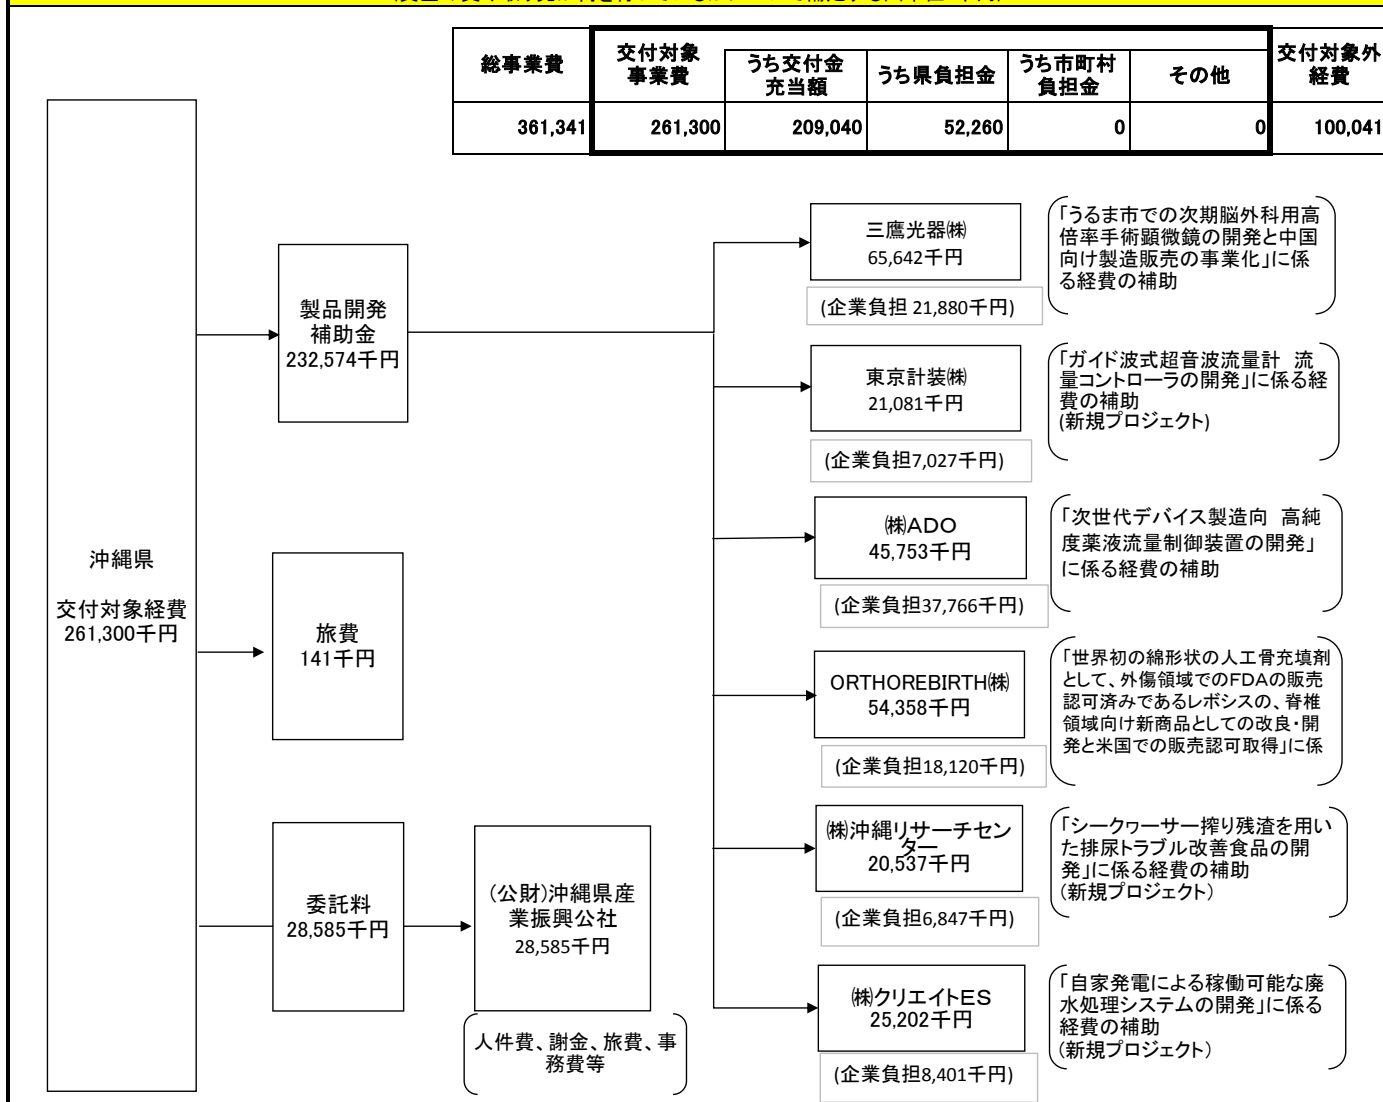 総事業費
交付対象
事業費
うち交付金
充当額
うち県負担金
うち市町村
負担金
その他
交付対象外
経費
361,341
261,300
209,040
52,260
0
0
100,041
沖縄県
交付対象経費
261,300千円
製品開発
補助金
232,574千円
旅費
141千円
委託料
28,585千円
(公財)沖縄県産
業振興公社
28,585千円
人件費、謝金、旅費、事
務費等
三鷹光器㈱
65,642千円
(企業負担 21,880千円)
「うるま市での次期脳外科用高
倍率手術顕微鏡の開発と中国
向け製造販売の事業化」に係
る経費の補助
東京計装㈱
21,081千円
(企業負担7,027千円)
「ガイド波式超音波流量計 流
量コントローラの開発」に係る経
費の補助
(新規プロジェクト)
㈱ADO
45,753千円
(企業負担37,766千円)
「次世代デバイス製造向 高純
度薬液流量制御装置の開発」
に係る経費の補助
ORTHOREBIRTH㈱
54,358千円
(企業負担18,120千円)
「世界初の綿形状の人工骨充填剤
として、外傷領域でのFDAの販売
認可済みであるレボシスの、脊椎
領域向け新商品としての改良・開
発と米国での販売認可取得」に係
㈱沖縄リサーチセン
ター
20,537千円
(企業負担6,847千円)
「シークヮーサー搾り残渣を用い
た排尿トラブル改善食品の開
発」に係る経費の補助
(新規プロジェクト)
㈱クリエイトES
25,202千円
(企業負担8,401千円)
「自家発電による稼働可能な廃
水処理システムの開発」に係る
経費の補助
(新規プロジェクト)